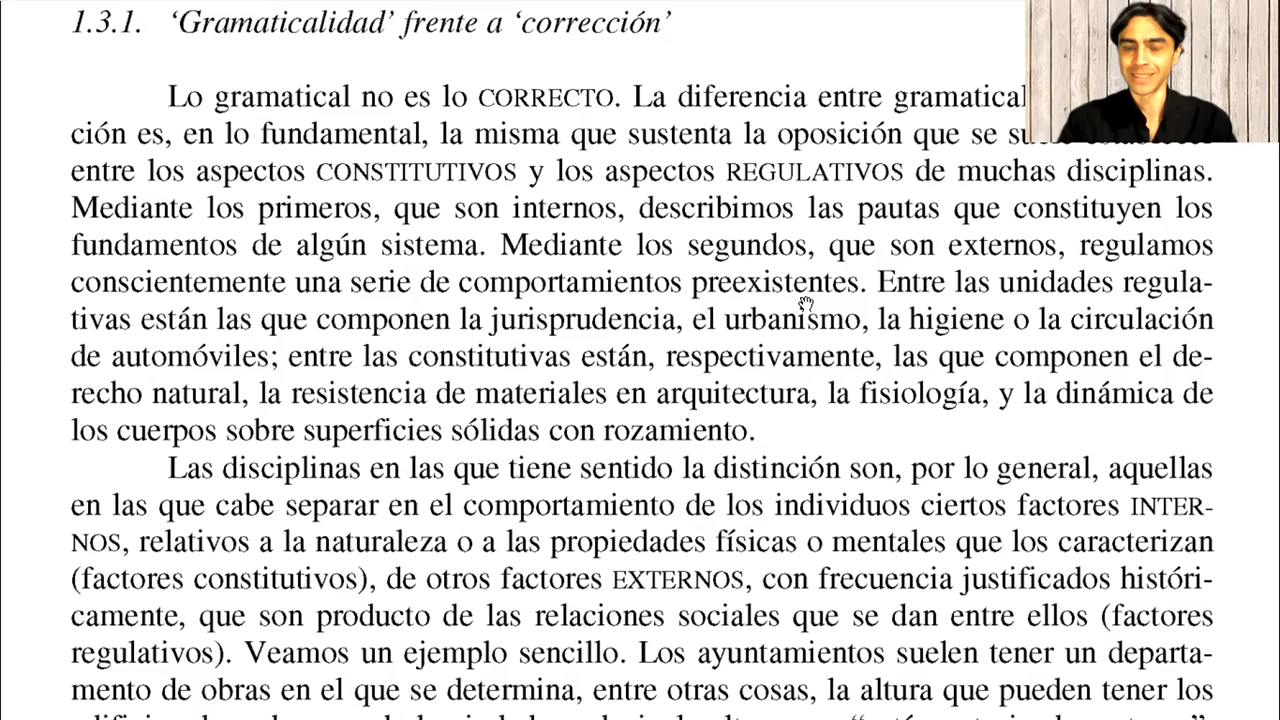 1.3.1. ‘Gramaticalidad’ frente a ‘corrección’
Lo gramatical no es lo CORRECTO. La diferencia entre gramatical
ción es, en lo fundamental, la misma que sustenta la oposición que se
entre los aspectos CONSTITUTIVOS y los aspectos REGULATIVOS de muchas disciplinas.
Mediante los primeros, que son internos, describimos las pautas que constituyen los
fundamentos de algún sistema. Mediante los segundos, que son externos, regulamos
conscientemente una serie de comportamientos preexistentes. Entre las unidades regula-
tivas están las que componen la jurisprudencia, el urbanismo, la higiene o la circulación
de automóviles; entre las constitutivas están, respectivamente, las que componen el de-
recho natural, la resistencia de materiales en arquitectura, la fisiología, y la dinámica de
los cuerpos sobre superficies sólidas con rozamiento.
Las disciplinas en las que tiene sentido la distinción son, por lo general, aquellas
en las que cabe separar en el comportamiento de los individuos ciertos factores INTER-
NOS, relativos a la naturaleza o a las propiedades físicas o mentales que los caracterizan
(factores constitutivos), de otros factores EXTERNOS, con frecuencia justificados históri-
camente, que son producto de las relaciones sociales que se dan entre ellos (factores
regulativos). Veamos un ejemplo sencillo. Los ayuntamientos suelen tener un departa-
mento de obras en el que se determina, entre otras cosas, la altura que pueden tener los